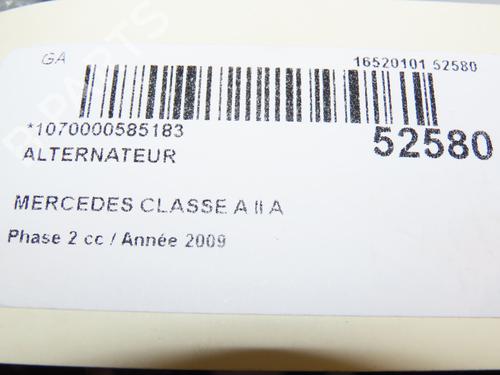 GA
16520101 52580
*1070000585183
52580
ALTERNATEUR
MERCEDES CLASSE A II A
Phase 2 cc / Année 2009